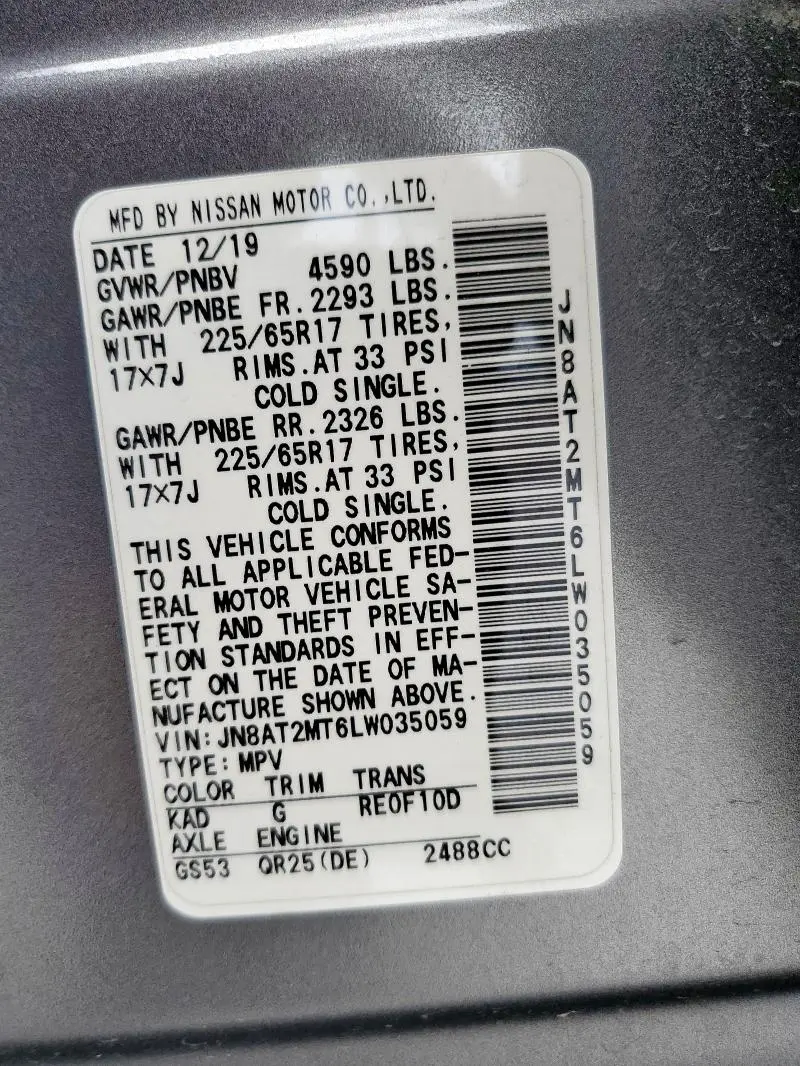 MFD BY NISSAN MOTOR CO.,LTD.
DATE 12/19
GVWR/PNBV 4590 LBS.
GAWR/PNBE FR.2293 LBS.
WITH 225/65R17 TIRES,
17X7J RIMS.AT 33 PSI
COLD SINGLE.
GAWR/PNBE RR.2326 LBS.
WITH 225/65R17 TIRES,
17X7J RIMS.AT 33 PSI
COLD SINGLE.
THIS VEHICLE CONFORMS
TO ALL APPLICABLE FED-
ERAL MOTOR VEHICLE SA-
FETY AND THEFT PREVEN-
TION STANDARDS IN EFF-
ECT ON THE DATE OF MA-
NUFACTURE SHOWN ABOVE.
VIN:JN8AT2MT6LW035059
TYPE:MPV
COLOR TRIM TRANS
KAD G RE0F10D
AXLE ENGINE
GS53 QR25(DE) 2488CC
JN8AT2MT6LW035059